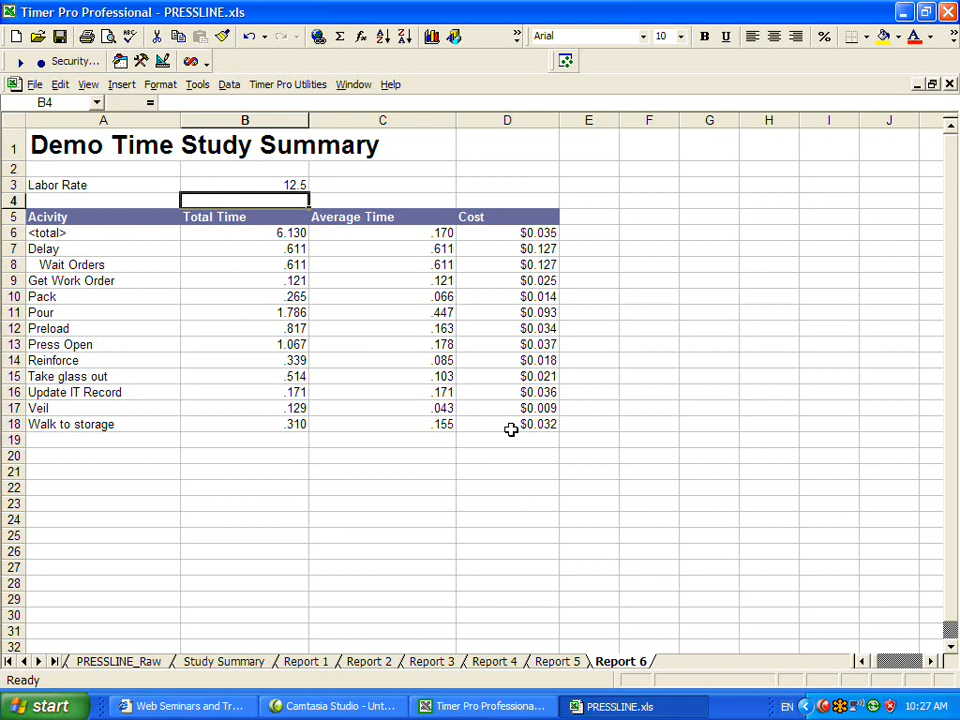 Timer Pro Professional - PRESSLINE.xls
Arial 10 B U % A
Security...
File Edit View Insert Format Tools Data Timer Pro Utilities Window Help
B4 =
A B C D E F G H I J
1 Demo Time Study Summary
2
3 Labor Rate 12.5
4
5 Acivity Total Time Average Time Cost
6 <total> 6.130 .170 $0.035
7 Delay .611 .611 $0.127
8 Wait Orders .611 .611 $0.127
9 Get Work Order .121 .121 $0.025
10 Pack .265 .066 $0.014
11 Pour 1.786 .447 $0.093
12 Preload .817 .163 $0.034
13 Press Open 1.067 .178 $0.037
14 Reinforce .339 .085 $0.018
15 Take glass out .514 .103 $0.021
16 Update IT Record .171 .171 $0.036
17 Veil .129 .043 $0.009
18 Walk to storage .310 .155 $0.032
19
20
21
22
23
24
25
26
27
28
29
30
31
32
PRESSLINE_Raw Study Summary Report 1 Report 2 Report 3 Report 4 Report 5 Report 6
Ready
start Web Seminars and Tr... Camtasia Studio - Unt... Timer Pro Professiona... PRESSLINE.xls EN 10:27 AM